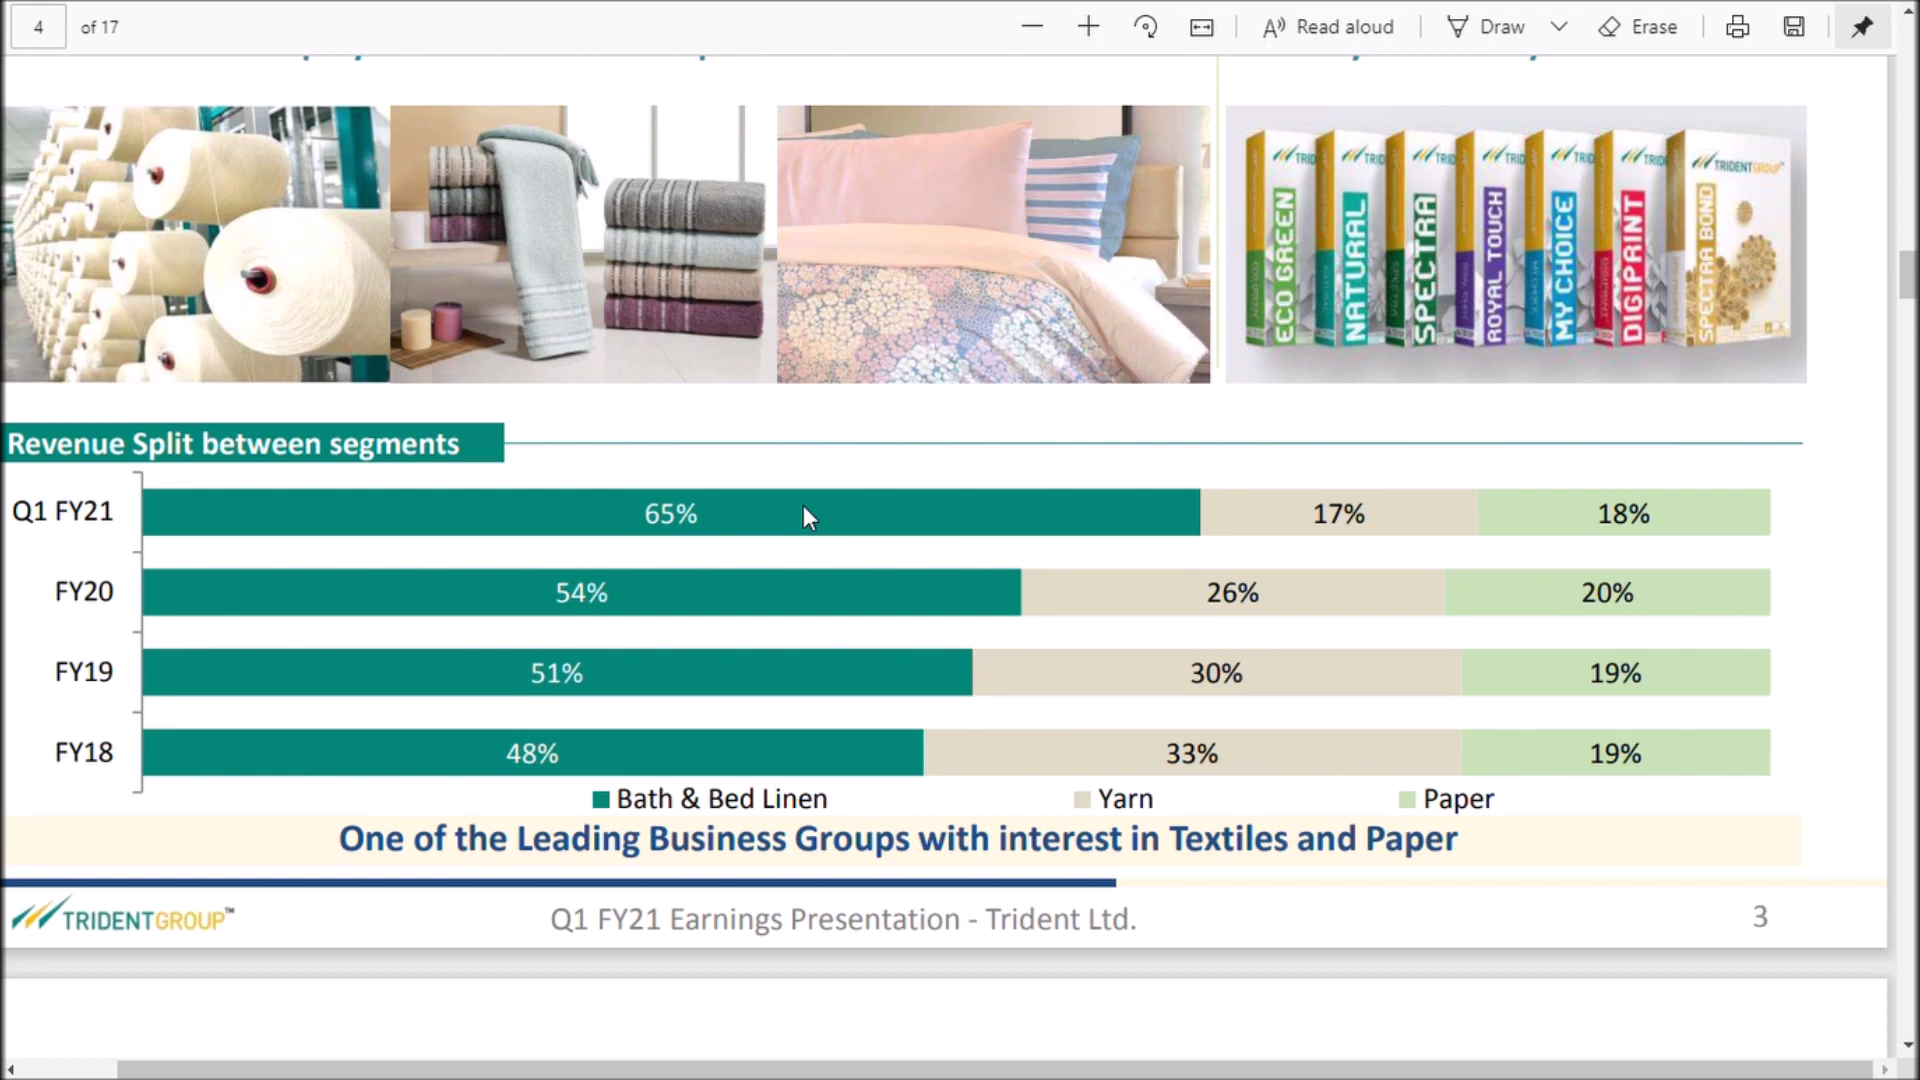 4 of 17 Read aloud Draw Erase
TRIDENTGROUP
ECO GREEN
NATURAL
SPECTRA
ROYAL TOUCH
MY CHOICE
DIGIPRINT
SPECTRA BOND
Revenue Split between segments
Q1 FY21 65% 17% 18%
FY20 54% 26% 20%
FY19 51% 30% 19%
FY18 48% 33% 19%
Bath & Bed Linen Yarn Paper
One of the Leading Business Groups with interest in Textiles and Paper
TRIDENTGROUP™ Q1 FY21 Earnings Presentation - Trident Ltd. 3